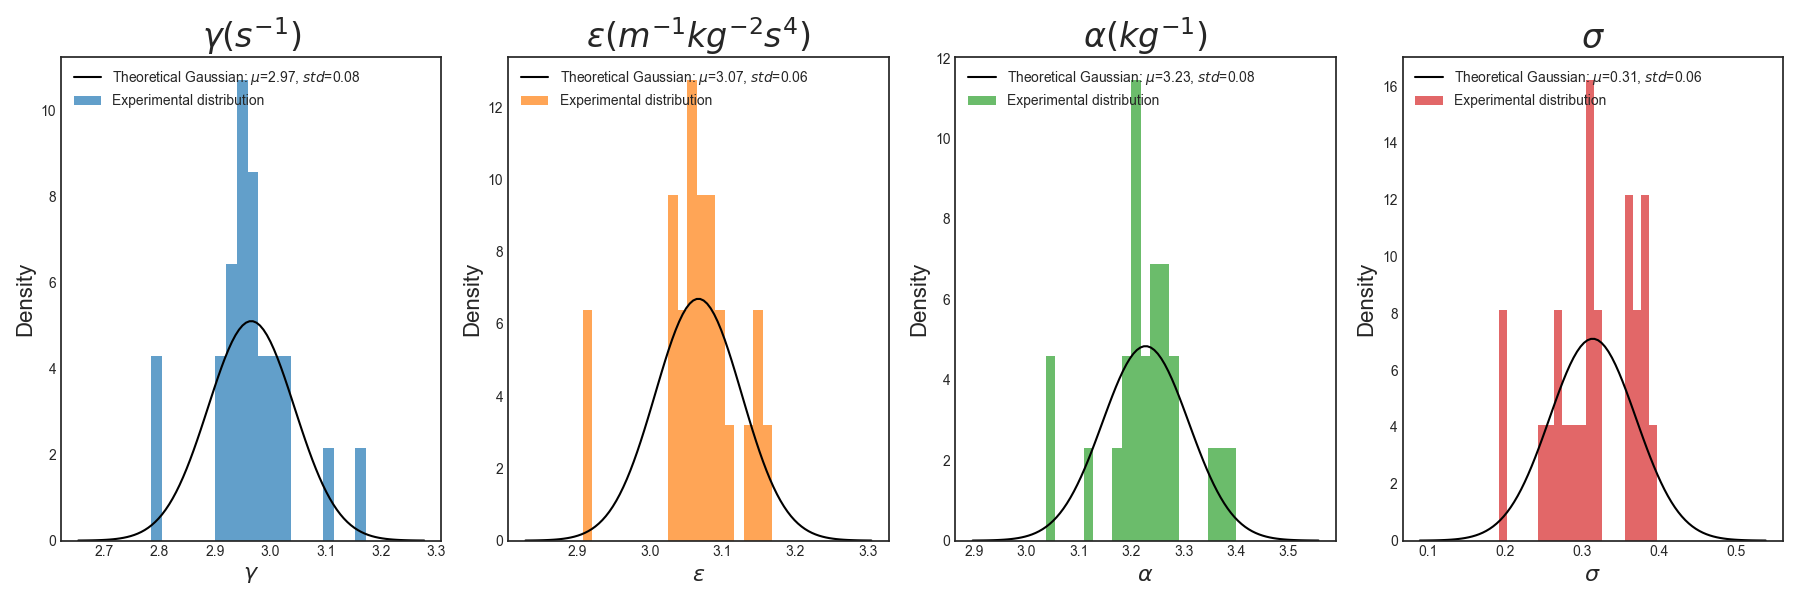 γ(s⁻¹)
Theoretical Gaussian: μ=2.97, std=0.08
Experimental distribution
Density
10
8
6
4
2
0
2.7 2.8 2.9 3.0 3.1 3.2 3.3
γ
ε(m⁻¹kg⁻²s⁴)
Theoretical Gaussian: μ=3.07, std=0.06
Experimental distribution
Density
12
10
8
6
4
2
0
2.9 3.0 3.1 3.2 3.3
ε
α(kg⁻¹)
Theoretical Gaussian: μ=3.23, std=0.08
Experimental distribution
Density
12
10
8
6
4
2
0
2.9 3.0 3.1 3.2 3.3 3.4 3.5
α
σ
Theoretical Gaussian: μ=0.31, std=0.06
Experimental distribution
Density
16
14
12
10
8
6
4
2
0
0.1 0.2 0.3 0.4 0.5
σ